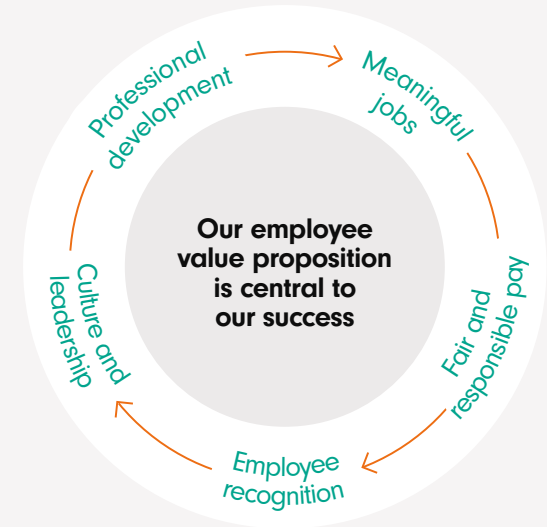 Professional
development
Meaningful
jobs
Fair and
responsible pay
Employee
recognition
Culture and
leadership
Our employee
value proposition
is central to
our success